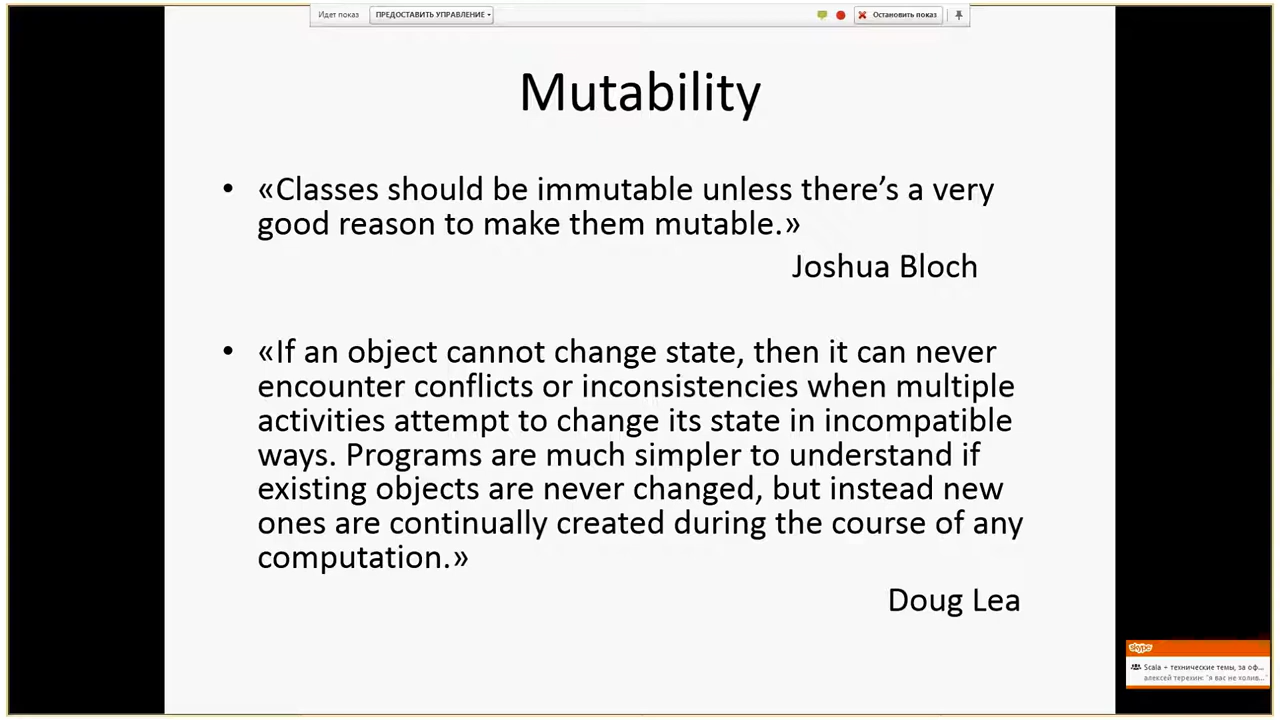 Идет показ ПРЕДОСТАВИТЬ УПРАВЛЕНИЕ Остановить показ
Mutability
• «Classes should be immutable unless there’s a very
good reason to make them mutable.»
Joshua Bloch
• «If an object cannot change state, then it can never
encounter conflicts or inconsistencies when multiple
activities attempt to change its state in incompatible
ways. Programs are much simpler to understand if
existing objects are never changed, but instead new
ones are continually created during the course of any
computation.»
Doug Lea
skype
Scala + технические темы, за оф...
алексей терехин: "я вас не холив..."